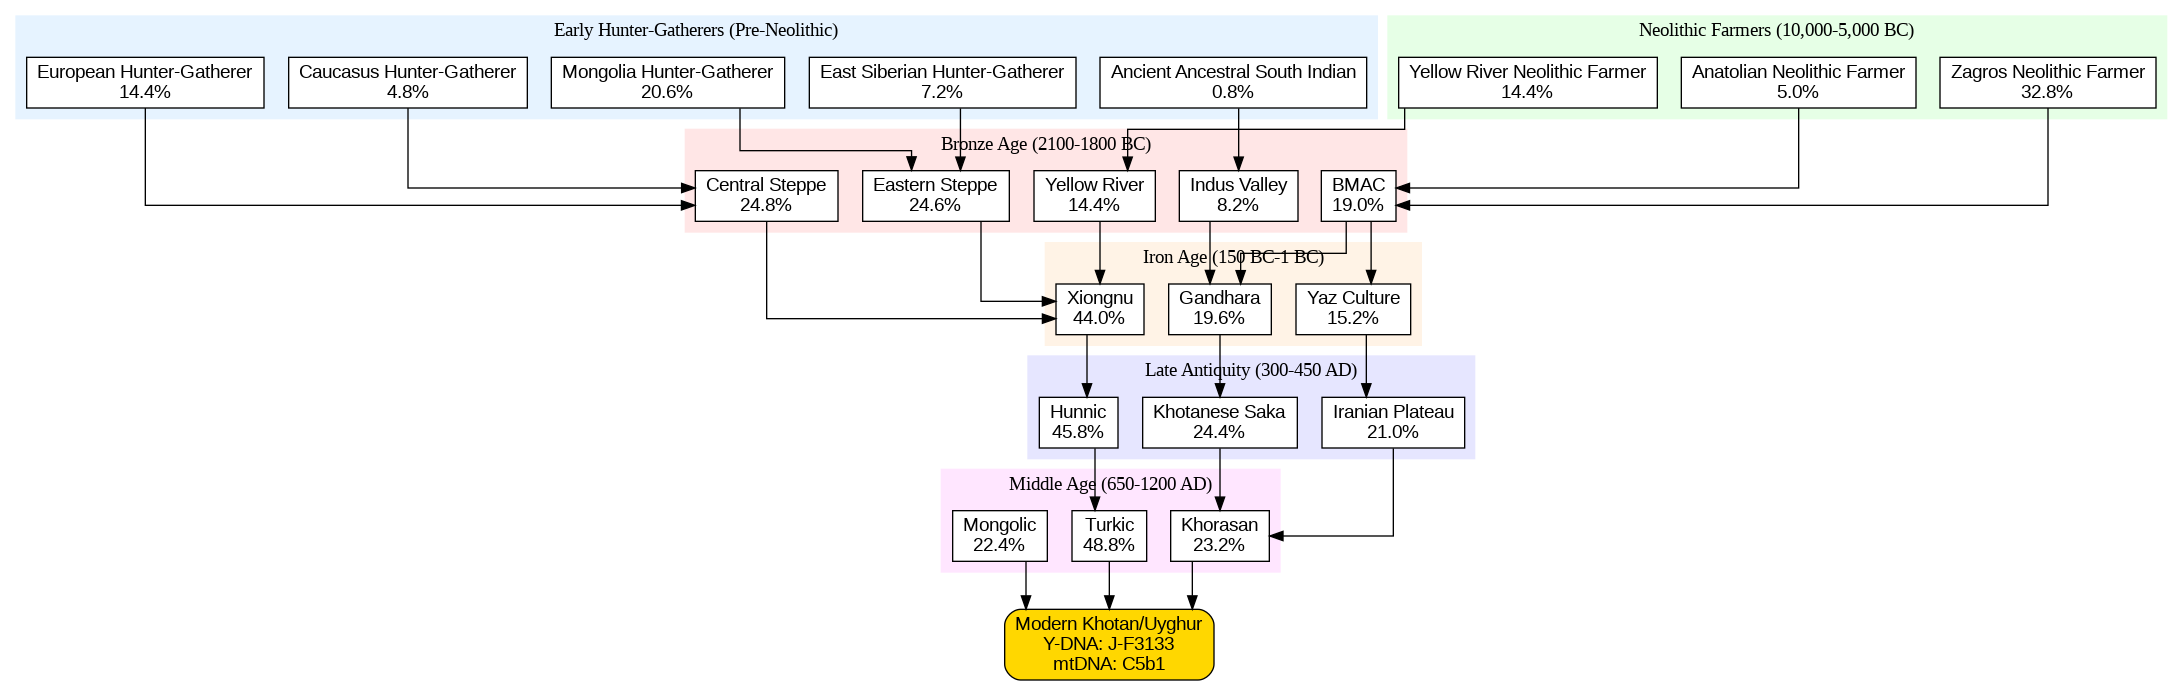 Early Hunter-Gatherers (Pre-Neolithic)
Neolithic Farmers (10,000-5,000 BC)
European Hunter-Gatherer
14.4%
Caucasus Hunter-Gatherer
4.8%
Mongolia Hunter-Gatherer
20.6%
East Siberian Hunter-Gatherer
7.2%
Ancient Ancestral South Indian
0.8%
Yellow River Neolithic Farmer
14.4%
Anatolian Neolithic Farmer
5.0%
Zagros Neolithic Farmer
32.8%
Bronze Age (2100-1800 BC)
Central Steppe
24.8%
Eastern Steppe
24.6%
Yellow River
14.4%
Indus Valley
8.2%
BMAC
19.0%
Iron Age (150 BC-1 BC)
Xiongnu
44.0%
Gandhara
19.6%
Yaz Culture
15.2%
Late Antiquity (300-450 AD)
Hunnic
45.8%
Khotanese Saka
24.4%
Iranian Plateau
21.0%
Middle Age (650-1200 AD)
Mongolic
22.4%
Turkic
48.8%
Khorasan
23.2%
Modern Khotan/Uyghur
Y-DNA: J-F3133
mtDNA: C5b1